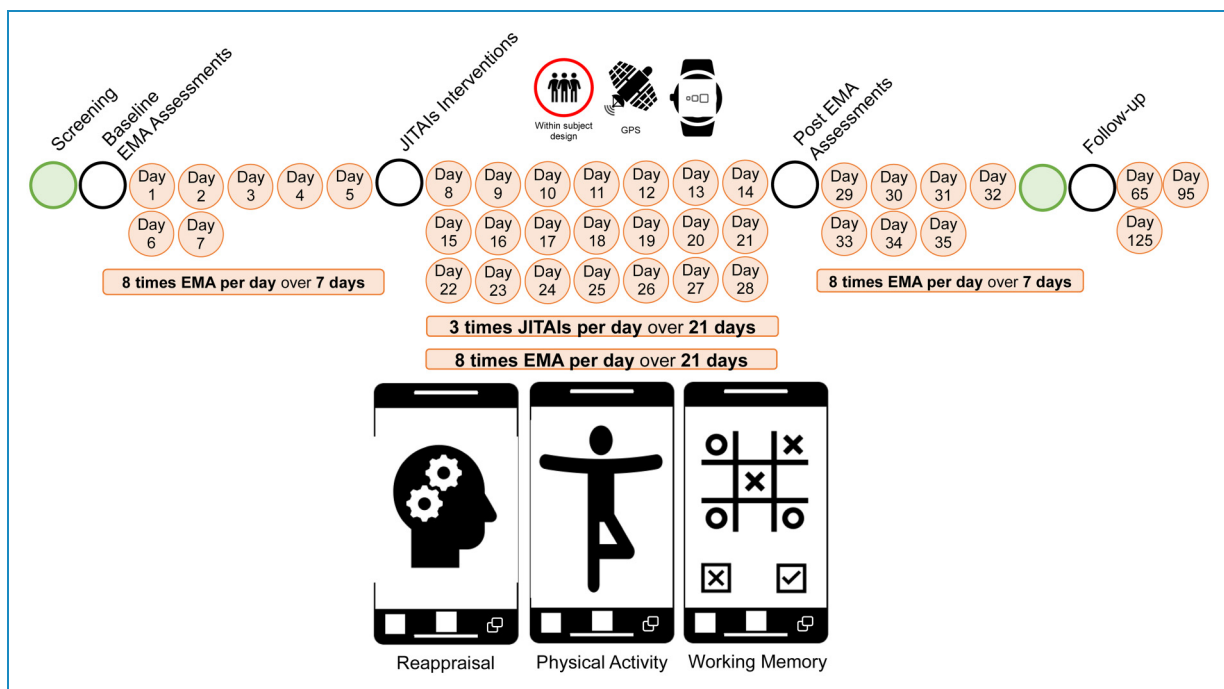 Screening
Baseline
EMA Assessments
JITAIs Interventions
Within subject
design
GPS
Post EMA
Assessments
Follow-up
Day
1
Day
2
Day
3
Day
4
Day
5
Day
6
Day
7
8 times EMA per day over 7 days
Day
8
Day
9
Day
10
Day
11
Day
12
Day
13
Day
14
Day
15
Day
16
Day
17
Day
18
Day
19
Day
20
Day
21
Day
22
Day
23
Day
24
Day
25
Day
26
Day
27
Day
28
3 times JITAIs per day over 21 days
8 times EMA per day over 21 days
Day
29
Day
30
Day
31
Day
32
Day
33
Day
34
Day
35
8 times EMA per day over 7 days
Day
65
Day
95
Day
125
Reappraisal
Physical Activity
Working Memory